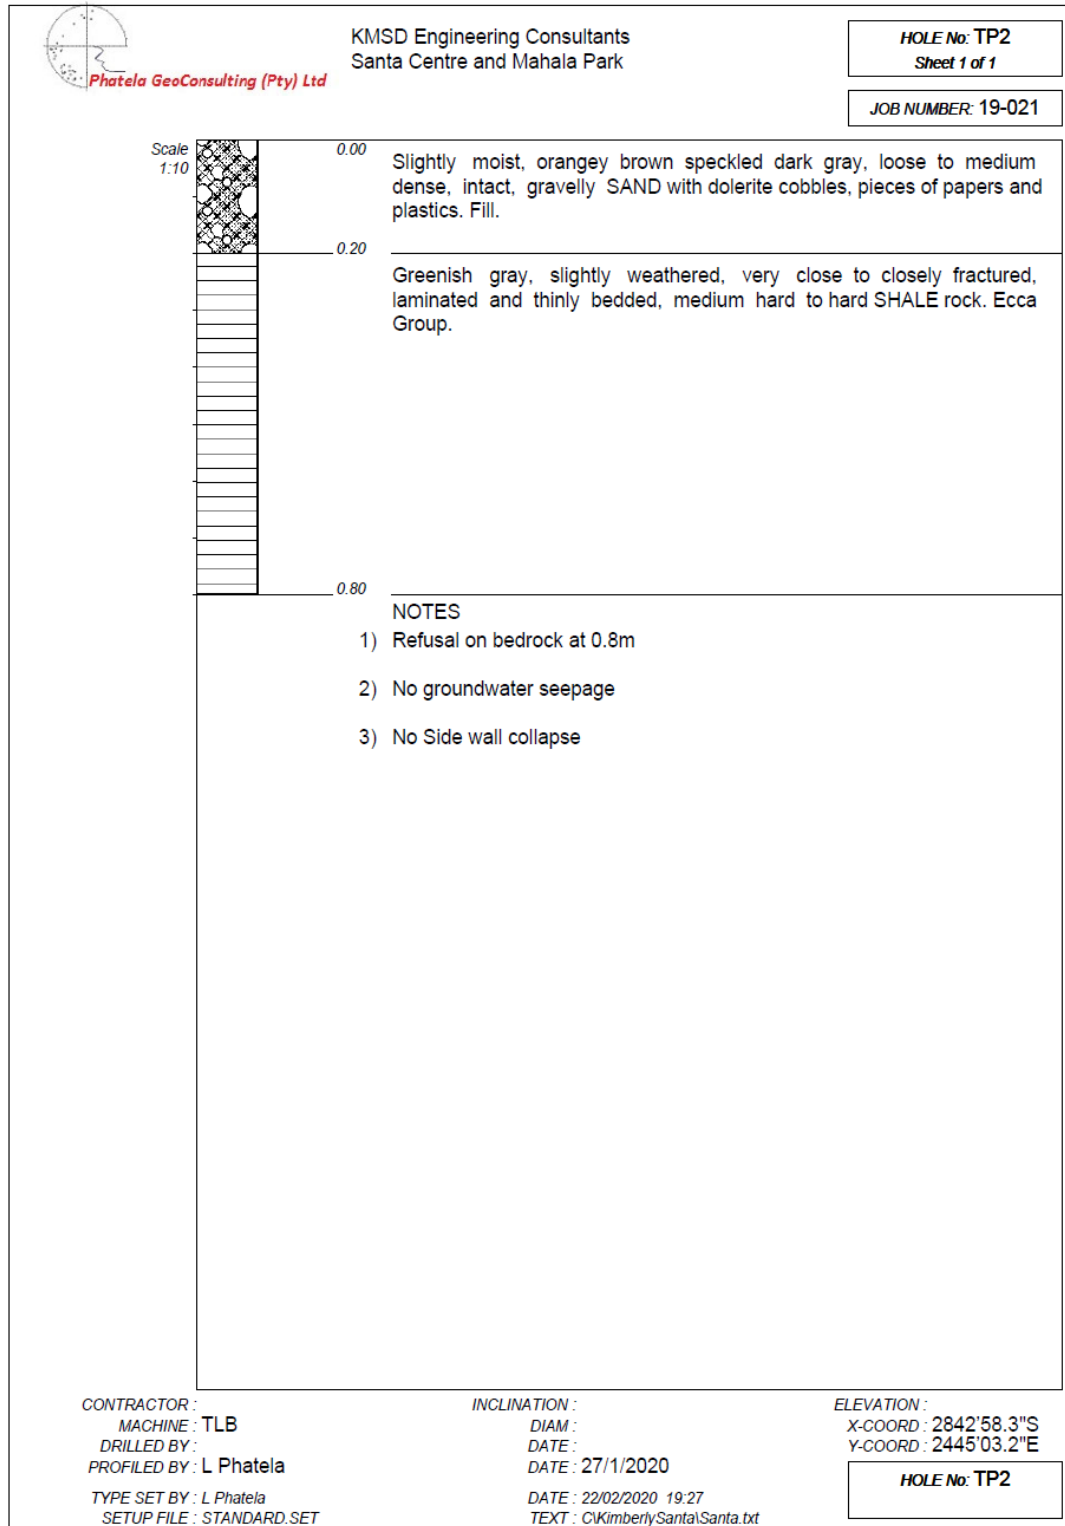 Phatela GeoConsulting (Pty) Ltd
KMSD Engineering Consultants
Santa Centre and Mahala Park
HOLE No: TP2
Sheet 1 of 1
JOB NUMBER: 19-021
Scale
1:10
0.00
Slightly moist, orangey brown speckled dark gray, loose to medium
dense, intact, gravelly SAND with dolerite cobbles, pieces of papers and
plastics. Fill.
0.20
Greenish gray, slightly weathered, very close to closely fractured,
laminated and thinly bedded, medium hard to hard SHALE rock. Ecca
Group.
0.80
NOTES
1) Refusal on bedrock at 0.8m
2) No groundwater seepage
3) No Side wall collapse
CONTRACTOR :
MACHINE : TLB
DRILLED BY :
PROFILED BY : L Phatela
TYPE SET BY : L Phatela
SETUP FILE : STANDARD.SET
INCLINATION :
DIAM :
DATE :
DATE : 27/1/2020
DATE : 22/02/2020 19:27
TEXT : C\KimberlySanta\Santa.txt
ELEVATION :
X-COORD : 2842'58.3"S
Y-COORD : 2445'03.2"E
HOLE No: TP2